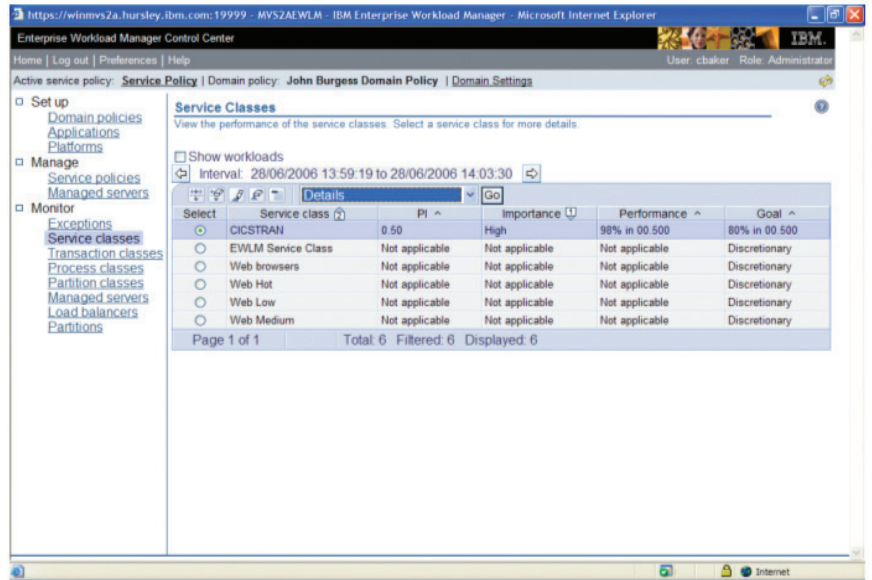 https://winmvs2a.hursley.ibm.com:19999 - MVS2AEWLM - IBM Enterprise Workload Manager - Microsoft Internet Explorer
Enterprise Workload Manager Control Center
IBM.
Home | Log out | Preferences | Help
User: cbaker Role: Administrator
Active service policy: Service Policy | Domain policy: John Burgess Domain Policy | Domain Settings
Set up
Domain policies
Applications
Platforms
Manage
Service policies
Managed servers
Monitor
Exceptions
Service classes
Transaction classes
Process classes
Partition classes
Managed servers
Load balancers
Partitions
Service Classes
View the performance of the service classes. Select a service class for more details.
Show workloads
Interval: 28/06/2006 13:59:19 to 28/06/2006 14:03:30
Details Go
Select Service class PI Importance Performance Goal
CICSTRAN 0.50 High 98% in 00.500 80% in 00.500
EWLM Service Class Not applicable Not applicable Not applicable Discretionary
Web browsers Not applicable Not applicable Not applicable Discretionary
Web Hot Not applicable Not applicable Not applicable Discretionary
Web Low Not applicable Not applicable Not applicable Discretionary
Web Medium Not applicable Not applicable Not applicable Discretionary
Page 1 of 1 Total: 6 Filtered: 6 Displayed: 6
Internet